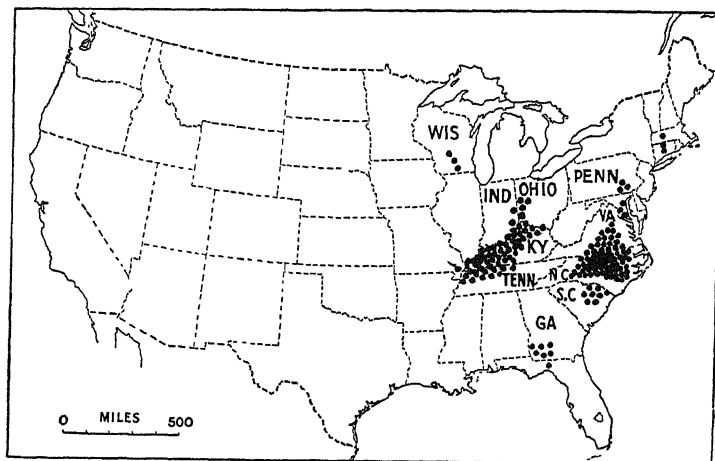 WIS
IND OHIO
PENN
VA
KY
TENN
N C
S.C
GA
0 MILES 500